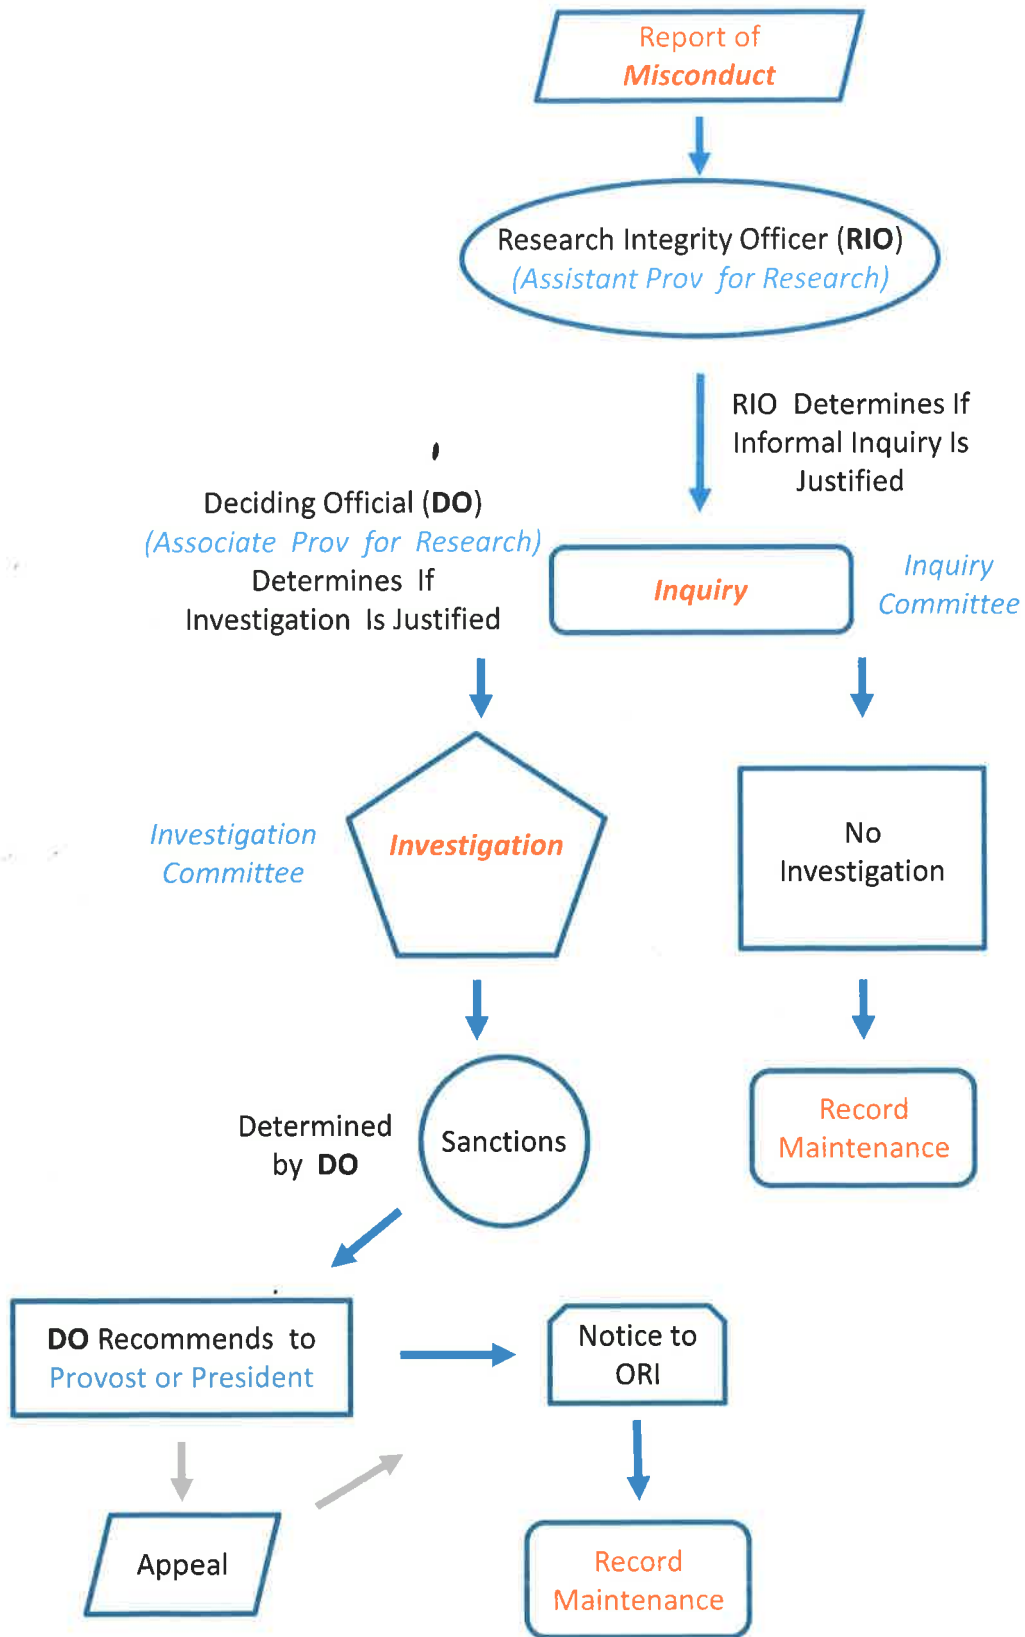 Report of
Misconduct
Research Integrity Officer (RIO)
(Assistant Prov for Research)
RIO Determines If
Informal Inquiry Is
Justified
Deciding Official (DO)
(Associate Prov for Research)
Determines If
Investigation Is Justified
Inquiry
Inquiry
Committee
Investigation
Committee
Investigation
No
Investigation
Determined
by DO
Sanctions
Record
Maintenance
DO Recommends to
Provost or President
Notice to
ORI
Appeal
Record
Maintenance